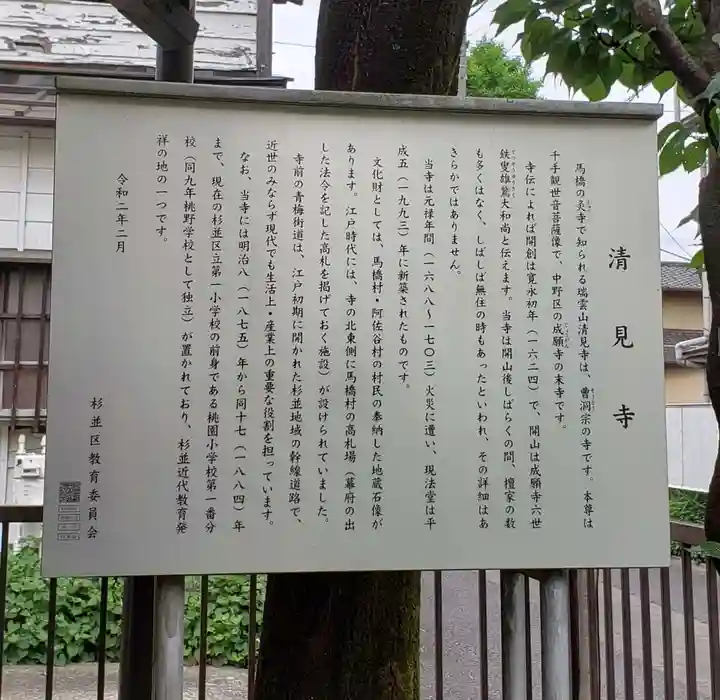 清見寺
馬橋の灸寺で知られる瑞雲山清見寺は、曹洞宗の寺です。本尊は
千手観世音菩薩像で、中野区の成願寺の末寺です。
寺伝によれば開創は寛永初年（一六二四）で、開山は成願寺六世
鉄叟雄鷟大和尚と伝えます。当寺は開山後しばらくの間、檀家の数
も多くはなく、しばしば無住の時もあったといわれ、その詳細はあ
きらかではありません。
当寺は元禄年間（一六八八〜一七〇三）火災に遭い、現法堂は平
成五（一九九三）年に新築されたものです。
文化財としては、馬橋村・阿佐谷村の村民の奉納した地蔵石像が
あります。江戸時代には、寺の北東側に馬橋村の高札場（幕府の出
した法令を記した高札を掲げておく施設）が設けられていました。
寺前の青梅街道は、江戸初期に開かれた杉並地域の幹線道路で、
近世のみならず現代でも生活上・産業上の重要な役割を担っています。
なお、当寺には明治八（一八七五）年から同十七（一八八四）年
まで、現在の杉並区立第一小学校の前身である桃園小学校第一番分
校（同九年桃野学校として独立）が置かれており、杉並近代教育発
祥の地の一つです。
令和二年二月
杉並区教育委員会